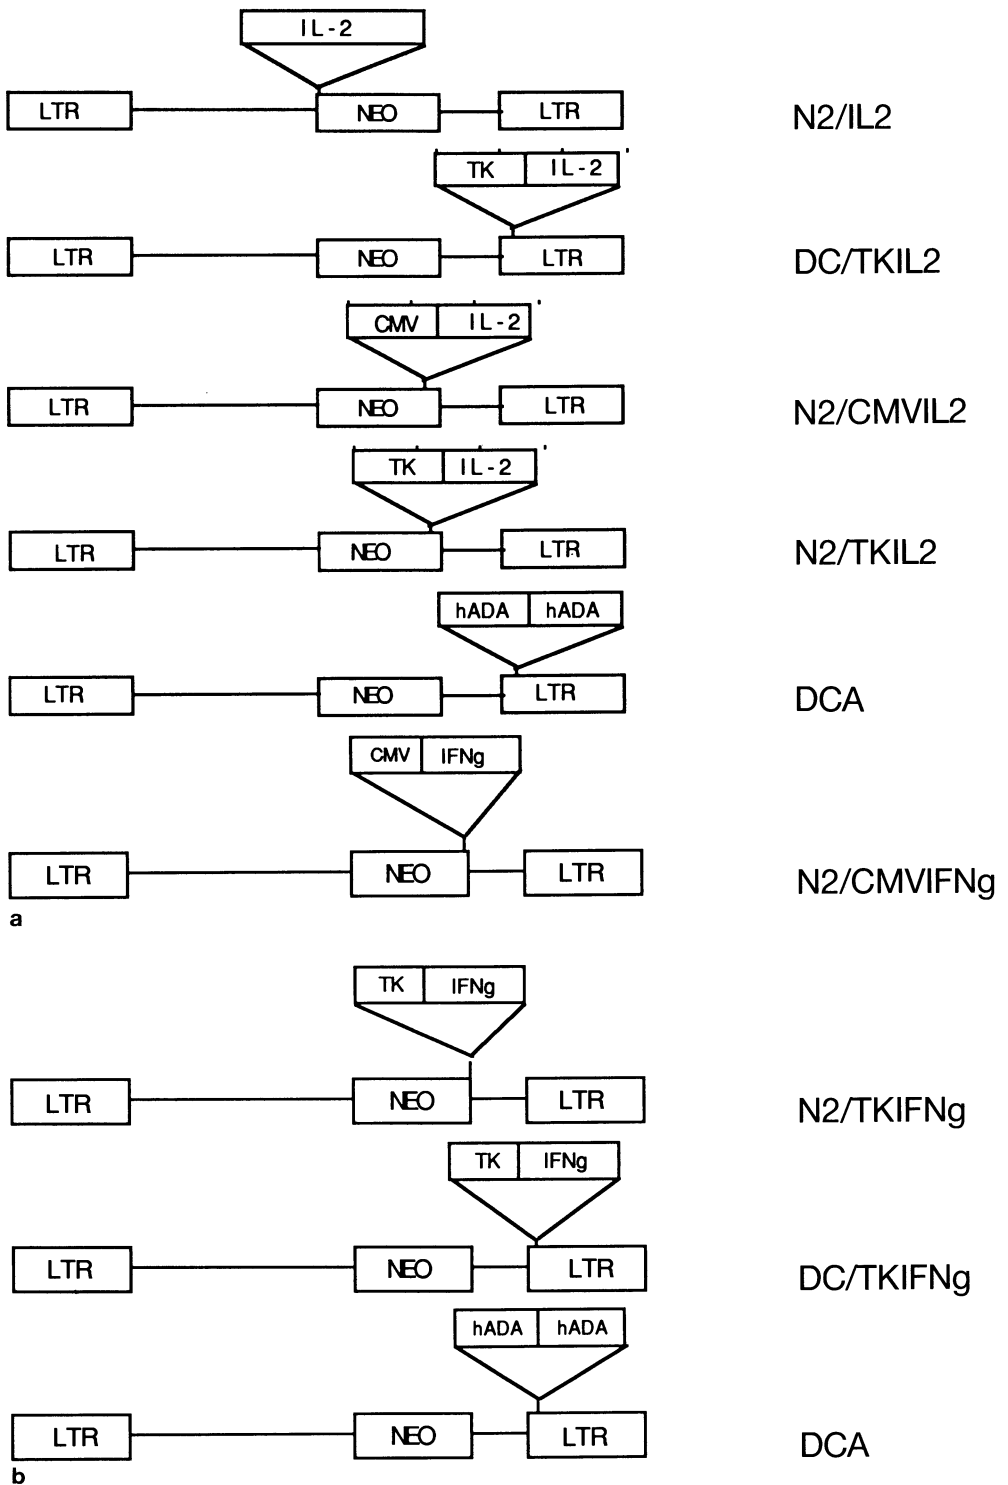 IL-2
LTR NEO LTR N2/IL2
TK IL-2
LTR NEO LTR DC/TKIL2
CMV IL-2
LTR NEO LTR N2/CMVIL2
TK IL-2
LTR NEO LTR N2/TKIL2
hADA hADA
LTR NEO LTR DCA
CMV IFNg
LTR NEO LTR N2/CMVIFNg
a
TK IFNg
LTR NEO LTR N2/TKIFNg
TK IFNg
LTR NEO LTR DC/TKIFNg
hADA hADA
LTR NEO LTR DCA
b